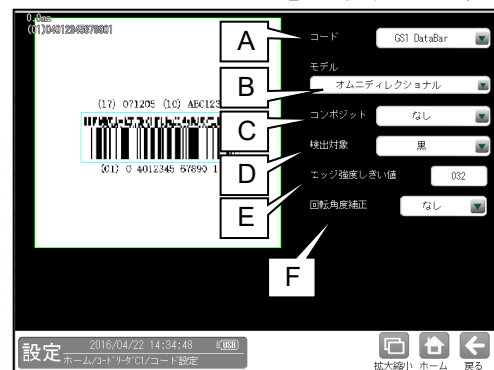 0.0ms
(01)04012345678901
A
コード
GS1 DataBar
モデル
B
オムニディレクショナル
(17) 071205 (10) ABC123
C
コンポジット
なし
検出対象
黒
(01) 0 4012345 67890 1
D
エッジ強度しきい値
032
E
回転角度補正
なし
F
設定
2016/04/22 14:34:48
USB
ホーム/コードリーダC1/コード設定
拡大縮小
ホーム
戻る